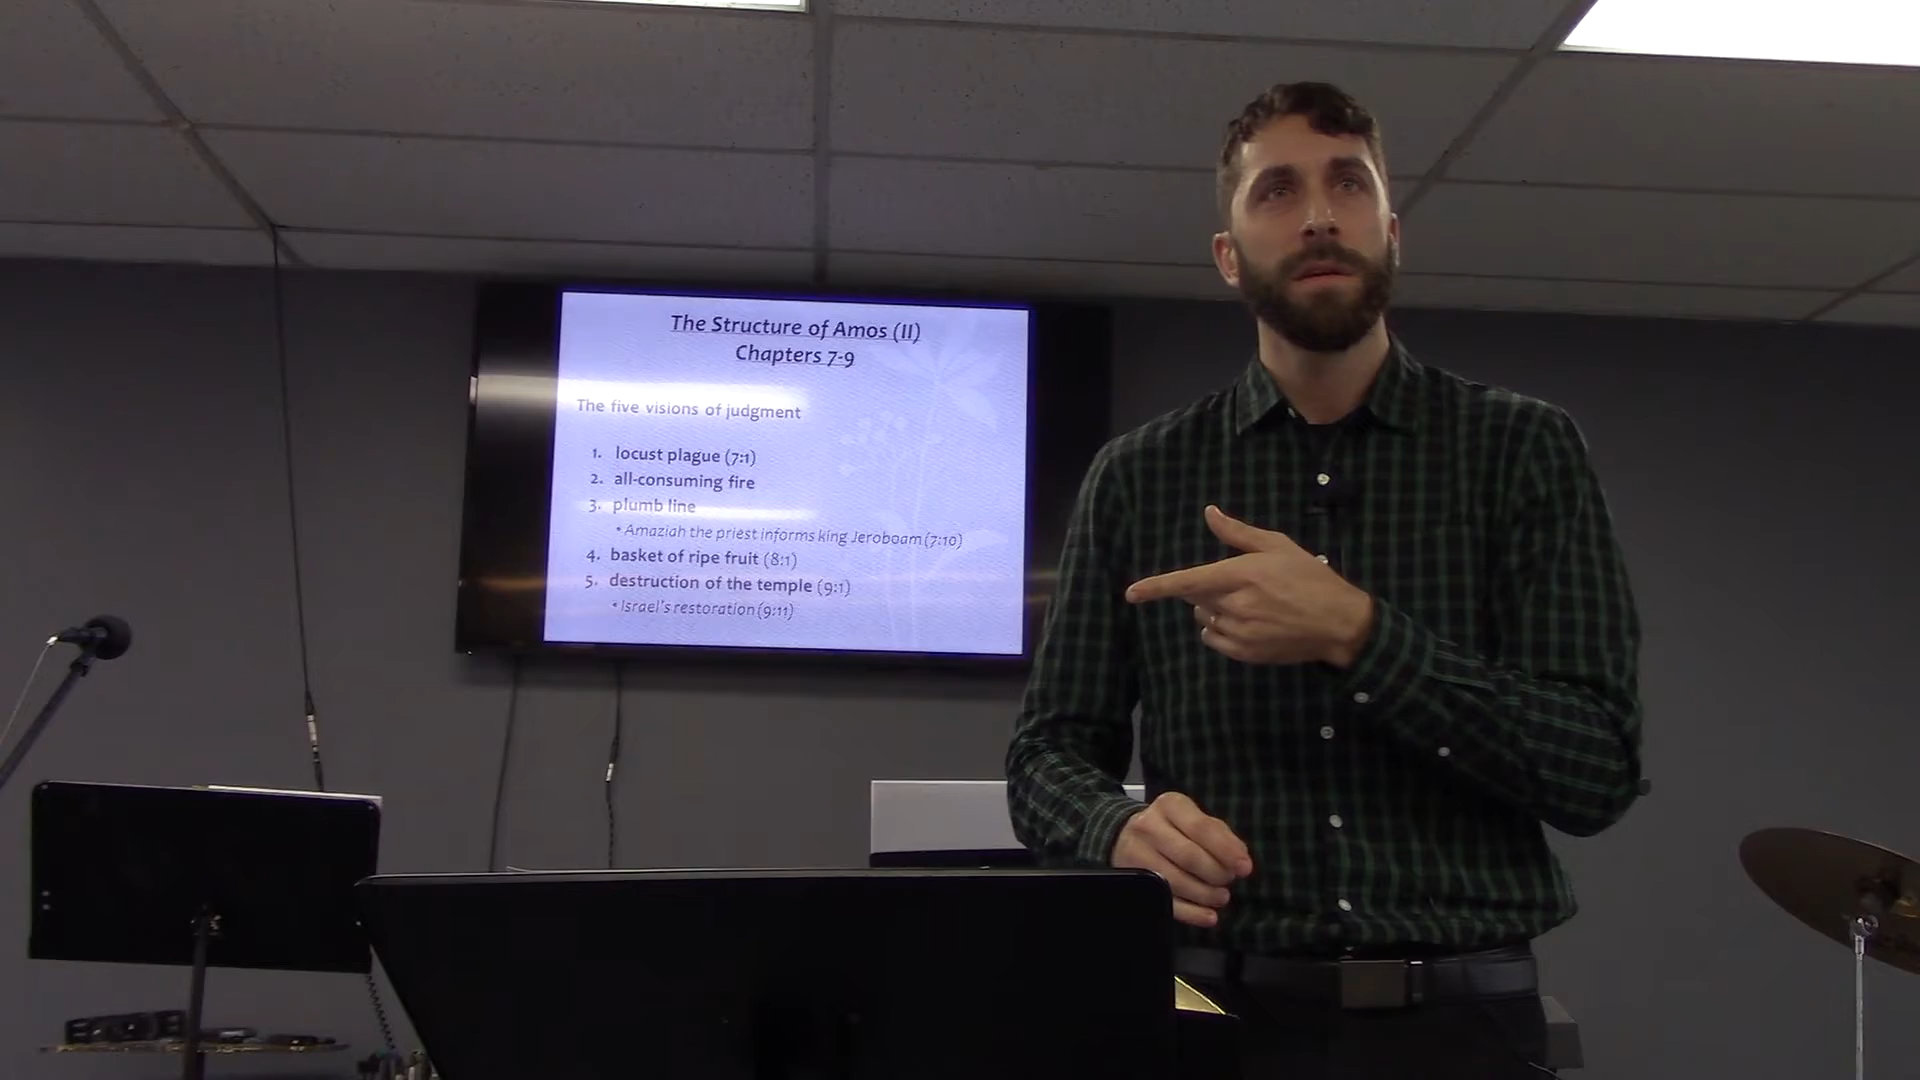 The Structure of Amos (II)
Chapters 7-9
The five visions of judgment
1. locust plague (7:1)
2. all-consuming fire
3. plumb line
• Amaziah the priest informs king Jeroboam (7:10)
4. basket of ripe fruit (8:1)
5. destruction of the temple (9:1)
• Israel's restoration (9:11)